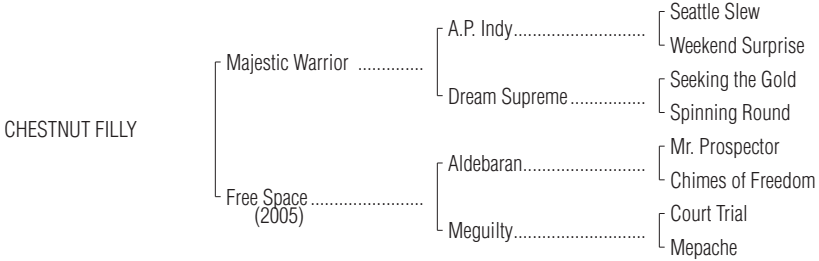 Seattle Slew
A.P. Indy..............................
Weekend Surprise
Majestic Warrior ..............
Seeking the Gold
Dream Supreme.................
Spinning Round
CHESTNUT FILLY
Mr. Prospector
Aldebaran............................
Chimes of Freedom
Free Space .........................
(2005)
Court Trial
Meguilty..............................
Mepache